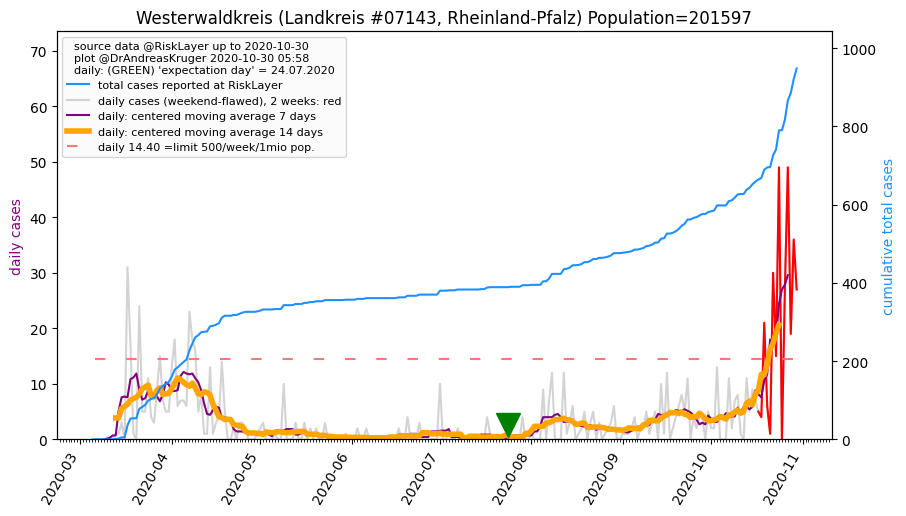 Westerwaldkreis (Landkreis #07143, Rheinland-Pfalz) Population=201597
source data @RiskLayer up to 2020-10-30
plot @DrAndreasKruger 2020-10-30 05:58
daily: (GREEN) 'expectation day' = 24.07.2020
total cases reported at RiskLayer
daily cases (weekend-flawed), 2 weeks: red
daily: centered moving average 7 days
daily: centered moving average 14 days
daily 14.40 =limit 500/week/1mio pop.
daily cases
70
60
50
40
30
20
10
0
cumulative total cases
1000
800
600
400
200
0
2020-03
2020-04
2020-05
2020-06
2020-07
2020-08
2020-09
2020-10
2020-11